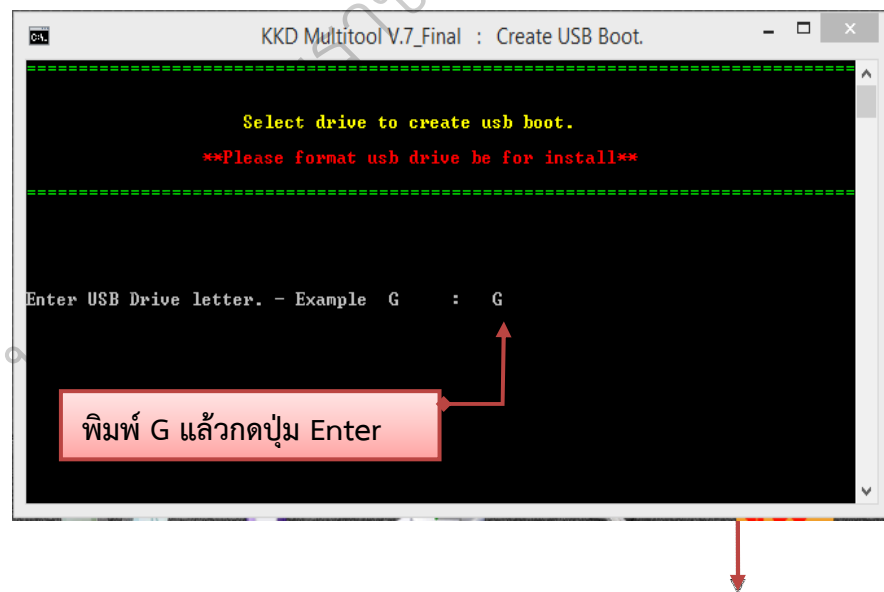 KKD Multitool V.7_Final : Create USB Boot.
Select drive to create usb boot.
**Please format usb drive be for install**
Enter USB Drive letter. - Example G : G
พิมพ์ G แล้วกดปุ่ม Enter